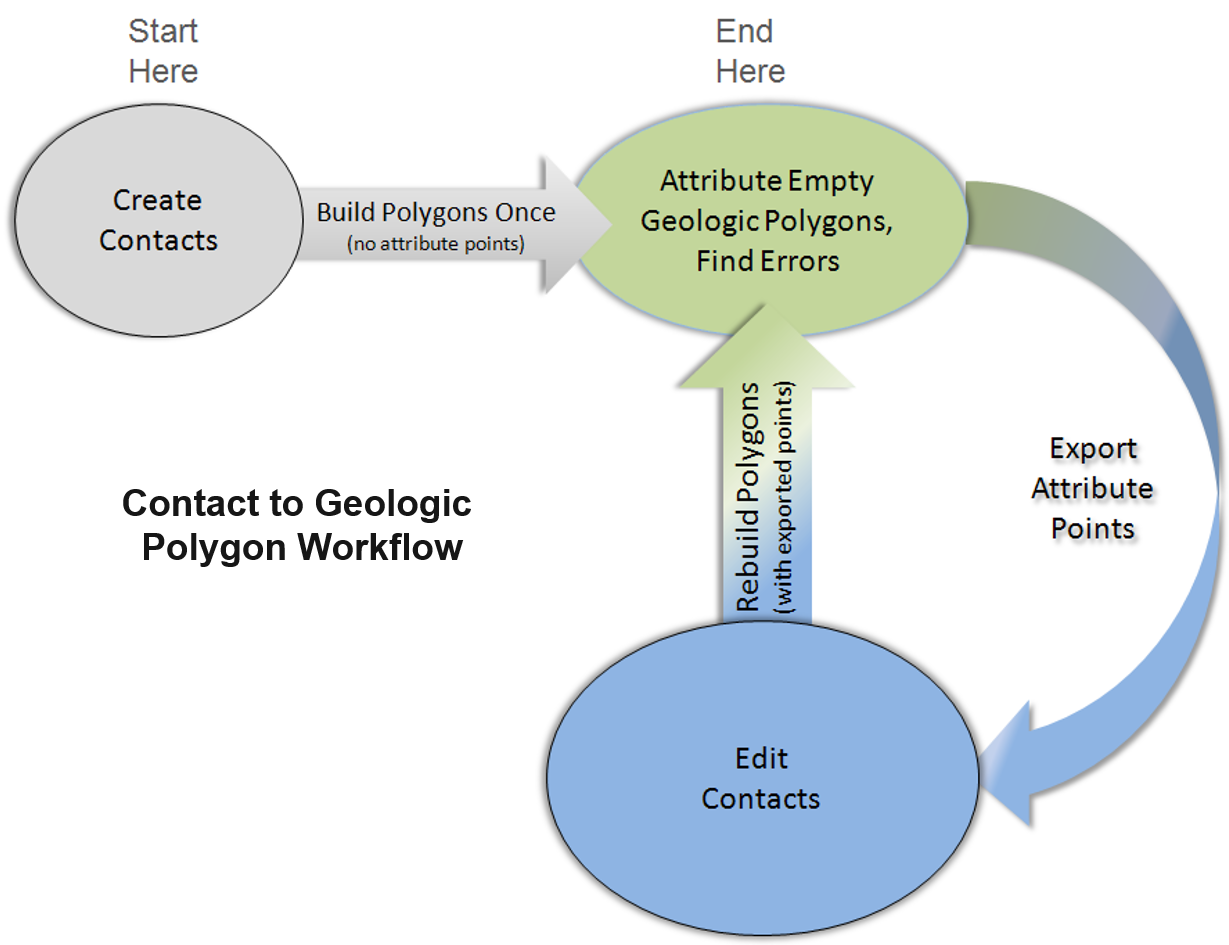 Start
Here
End
Here
Create
Contacts
Build Polygons Once
(no attribute points)
Attribute Empty
Geologic Polygons,
Find Errors
Rebuild Polygons
(with exported points)
Export
Attribute
Points
Contact to Geologic
Polygon Workflow
Edit
Contacts